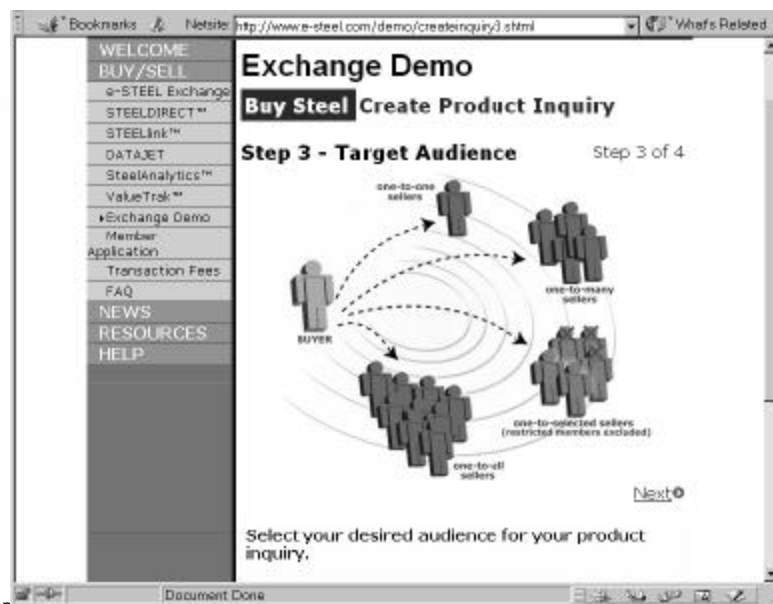 Bookmarks Netsite: http://www.e-steel.com/demo/createinquiry3.shtml What's Related
WELCOME
BUY/SELL
e-STEEL Exchange
STEELDIRECT™
STEELlink™
DATAJET
SteelAnalytics™
ValueTrak™
Exchange Demo
Member
Application
Transaction Fees
FAQ
NEWS
RESOURCES
HELP
Exchange Demo
Buy Steel Create Product Inquiry
Step 3 - Target Audience Step 3 of 4
one-to-one
sellers
one-to-many
sellers
BUYER
one-to-selected sellers
(restricted members excluded)
one-to-all
sellers
Next
Select your desired audience for your product
inquiry.
Document Done